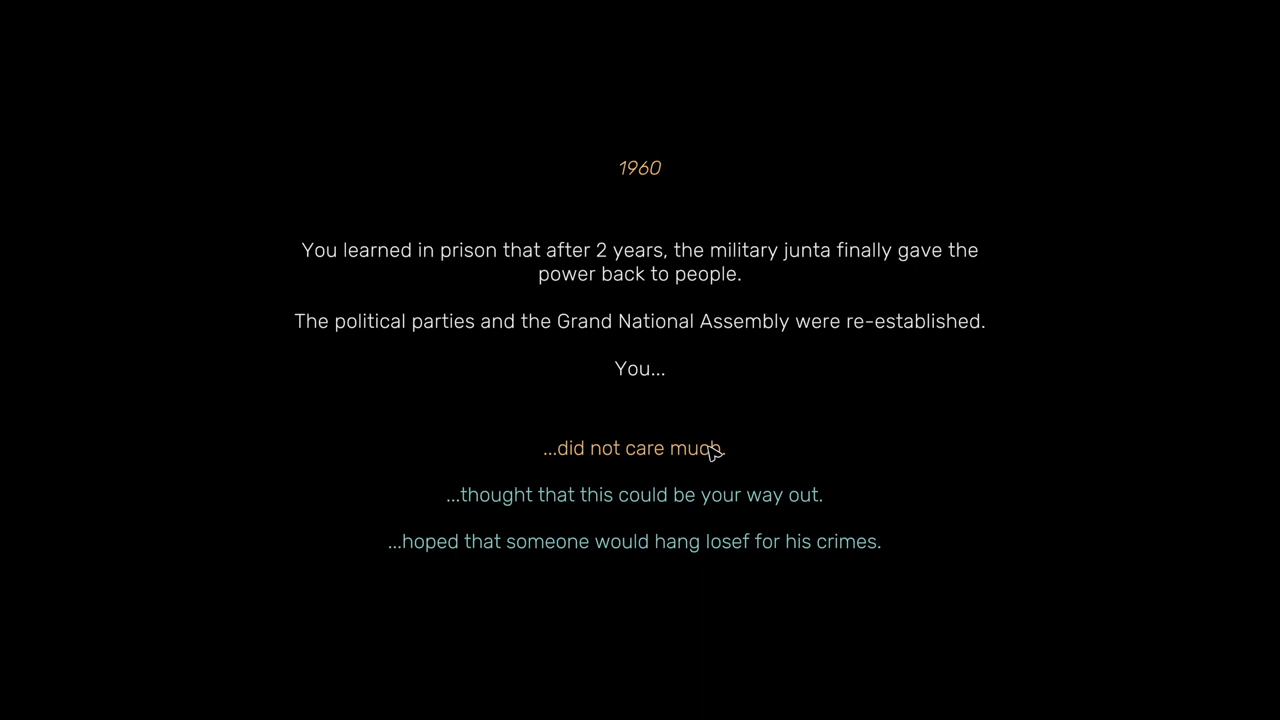 1960
You learned in prison that after 2 years, the military junta finally gave the
power back to people.
The political parties and the Grand National Assembly were re-established.
You...
...did not care much.
...thought that this could be your way out.
...hoped that someone would hang Iosef for his crimes.